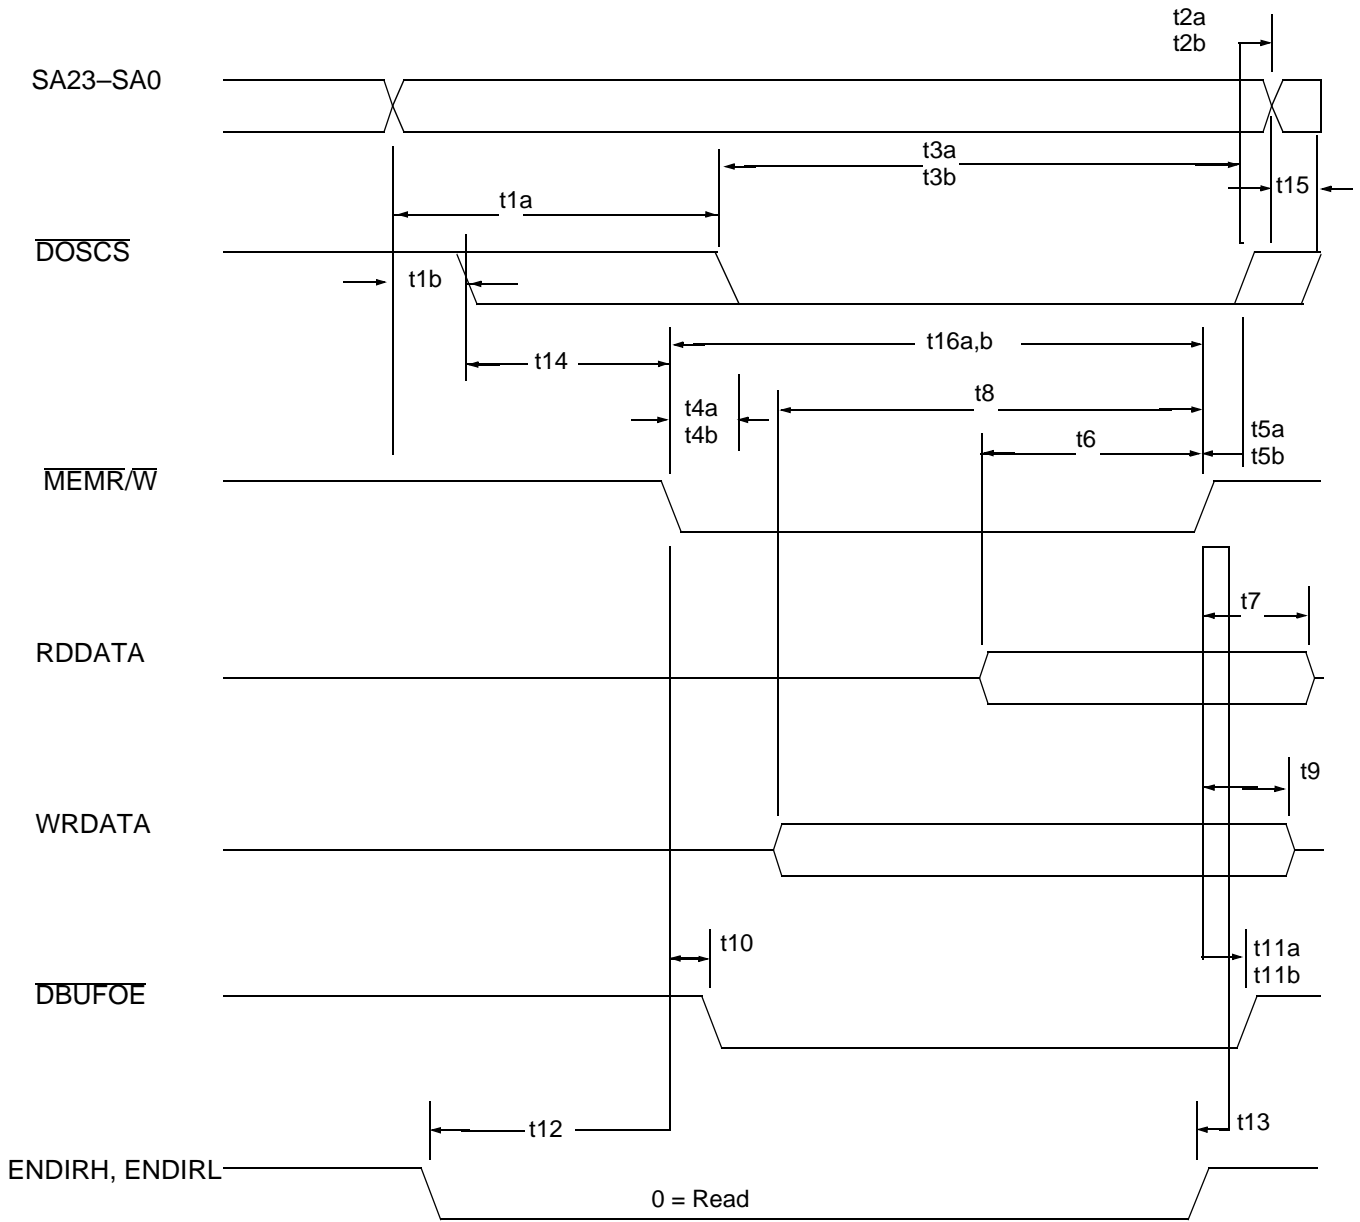 t2a
t2b
SA23–SA0
t3a
t3b
t15
t1a
DOSCS
t1b
t16a,b
t14
t8
t4a
t4b
t6
t5a
t5b
MEMR/W
t7
RDDATA
t9
WRDATA
t10
t11a
t11b
DBUFOE
t12
t13
ENDIRH, ENDIRL
0 = Read